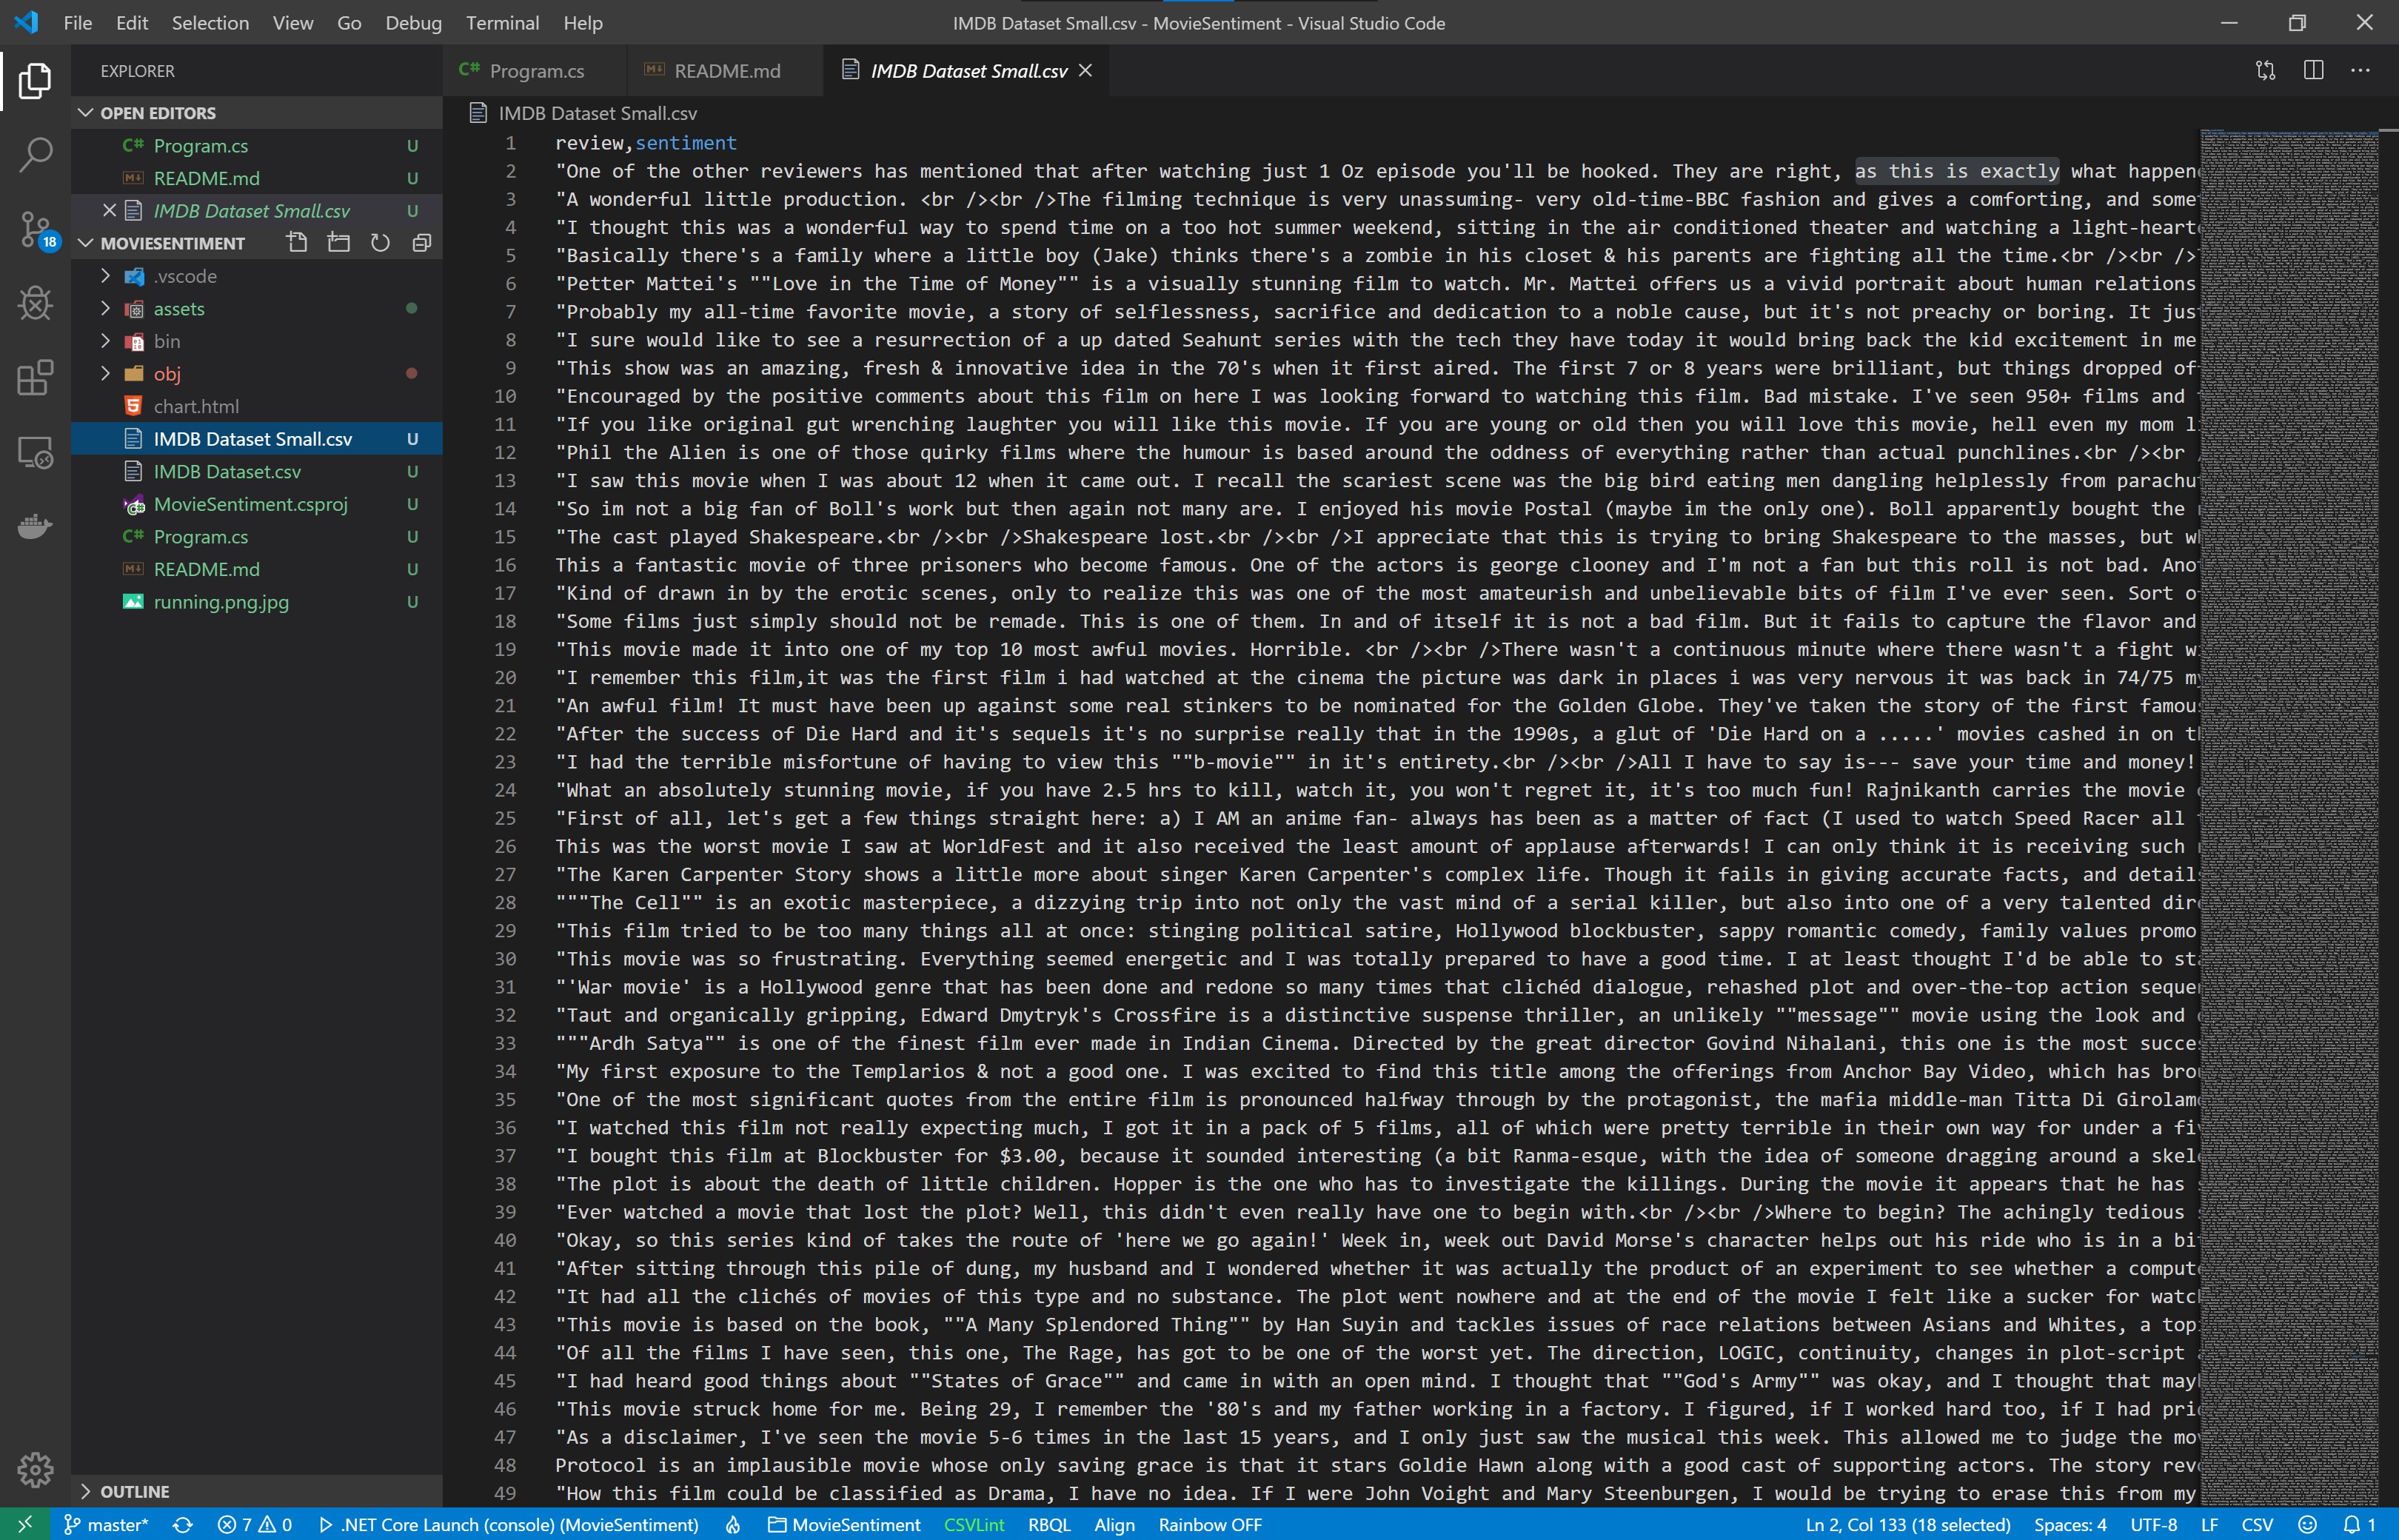 File Edit Selection View Go Debug Terminal Help
IMDB Dataset Small.csv - MovieSentiment - Visual Studio Code
EXPLORER
OPEN EDITORS
C# Program.cs U
M↓ README.md U
IMDB Dataset Small.csv U
MOVIESENTIMENT
.vscode
assets
bin
obj
chart.html
IMDB Dataset Small.csv U
IMDB Dataset.csv U
MovieSentiment.csproj U
C# Program.cs U
M↓ README.md U
running.png.jpg U
OUTLINE
18
C# Program.cs
M↓ README.md
IMDB Dataset Small.csv
IMDB Dataset Small.csv
1 review,sentiment
2 "One of the other reviewers has mentioned that after watching just 1 Oz episode you'll be hooked. They are right, as this is exactly what happen
3 "A wonderful little production. <br /><br />The filming technique is very unassuming- very old-time-BBC fashion and gives a comforting, and some
4 "I thought this was a wonderful way to spend time on a too hot summer weekend, sitting in the air conditioned theater and watching a light-heart
5 "Basically there's a family where a little boy (Jake) thinks there's a zombie in his closet & his parents are fighting all the time.<br /><br />
6 "Petter Mattei's ""Love in the Time of Money"" is a visually stunning film to watch. Mr. Mattei offers us a vivid portrait about human relations
7 "Probably my all-time favorite movie, a story of selflessness, sacrifice and dedication to a noble cause, but it's not preachy or boring. It jus
8 "I sure would like to see a resurrection of a up dated Seahunt series with the tech they have today it would bring back the kid excitement in me
9 "This show was an amazing, fresh & innovative idea in the 70's when it first aired. The first 7 or 8 years were brilliant, but things dropped of
10 "Encouraged by the positive comments about this film on here I was looking forward to watching this film. Bad mistake. I've seen 950+ films and
11 "If you like original gut wrenching laughter you will like this movie. If you are young or old then you will love this movie, hell even my mom l
12 "Phil the Alien is one of those quirky films where the humour is based around the oddness of everything rather than actual punchlines.<br /><br
13 "I saw this movie when I was about 12 when it came out. I recall the scariest scene was the big bird eating men dangling helplessly from parachu
14 "So im not a big fan of Boll's work but then again not many are. I enjoyed his movie Postal (maybe im the only one). Boll apparently bought the
15 "The cast played Shakespeare.<br /><br />Shakespeare lost.<br /><br />I appreciate that this is trying to bring Shakespeare to the masses, but w
16 This a fantastic movie of three prisoners who become famous. One of the actors is george clooney and I'm not a fan but this roll is not bad. Ano
17 "Kind of drawn in by the erotic scenes, only to realize this was one of the most amateurish and unbelievable bits of film I've ever seen. Sort o
18 "Some films just simply should not be remade. This is one of them. In and of itself it is not a bad film. But it fails to capture the flavor and
19 "This movie made it into one of my top 10 most awful movies. Horrible. <br /><br />There wasn't a continuous minute where there wasn't a fight w
20 "I remember this film,it was the first film i had watched at the cinema the picture was dark in places i was very nervous it was back in 74/75 m
21 "An awful film! It must have been up against some real stinkers to be nominated for the Golden Globe. They've taken the story of the first famou
22 "After the success of Die Hard and it's sequels it's no surprise really that in the 1990s, a glut of 'Die Hard on a .....' movies cashed in on t
23 "I had the terrible misfortune of having to view this ""b-movie"" in it's entirety.<br /><br />All I have to say is--- save your time and money!
24 "What an absolutely stunning movie, if you have 2.5 hrs to kill, watch it, you won't regret it, it's too much fun! Rajnikanth carries the movie
25 "First of all, let's get a few things straight here: a) I AM an anime fan- always has been as a matter of fact (I used to watch Speed Racer all
26 This was the worst movie I saw at WorldFest and it also received the least amount of applause afterwards! I can only think it is receiving such
27 "The Karen Carpenter Story shows a little more about singer Karen Carpenter's complex life. Though it fails in giving accurate facts, and detail
28 """The Cell"" is an exotic masterpiece, a dizzying trip into not only the vast mind of a serial killer, but also into one of a very talented dir
29 "This film tried to be too many things all at once: stinging political satire, Hollywood blockbuster, sappy romantic comedy, family values promo
30 "This movie was so frustrating. Everything seemed energetic and I was totally prepared to have a good time. I at least thought I'd be able to st
31 "'War movie' is a Hollywood genre that has been done and redone so many times that clichéd dialogue, rehashed plot and over-the-top action seque
32 "Taut and organically gripping, Edward Dmytryk's Crossfire is a distinctive suspense thriller, an unlikely ""message"" movie using the look and
33 """Ardh Satya"" is one of the finest film ever made in Indian Cinema. Directed by the great director Govind Nihalani, this one is the most succe
34 "My first exposure to the Templarios & not a good one. I was excited to find this title among the offerings from Anchor Bay Video, which has bro
35 "One of the most significant quotes from the entire film is pronounced halfway through by the protagonist, the mafia middle-man Titta Di Girolam
36 "I watched this film not really expecting much, I got it in a pack of 5 films, all of which were pretty terrible in their own way for under a fi
37 "I bought this film at Blockbuster for $3.00, because it sounded interesting (a bit Ranma-esque, with the idea of someone dragging around a skel
38 "The plot is about the death of little children. Hopper is the one who has to investigate the killings. During the movie it appears that he has
39 "Ever watched a movie that lost the plot? Well, this didn't even really have one to begin with.<br /><br />Where to begin? The achingly tedious
40 "Okay, so this series kind of takes the route of 'here we go again!' Week in, week out David Morse's character helps out his ride who is in a bi
41 "After sitting through this pile of dung, my husband and I wondered whether it was actually the product of an experiment to see whether a comput
42 "It had all the clichés of movies of this type and no substance. The plot went nowhere and at the end of the movie I felt like a sucker for watc
43 "This movie is based on the book, ""A Many Splendored Thing"" by Han Suyin and tackles issues of race relations between Asians and Whites, a top
44 "Of all the films I have seen, this one, The Rage, has got to be one of the worst yet. The direction, LOGIC, continuity, changes in plot-script
45 "I had heard good things about ""States of Grace"" and came in with an open mind. I thought that ""God's Army"" was okay, and I thought that may
46 "This movie struck home for me. Being 29, I remember the '80's and my father working in a factory. I figured, if I worked hard too, if I had pri
47 "As a disclaimer, I've seen the movie 5-6 times in the last 15 years, and I only just saw the musical this week. This allowed me to judge the mo
48 Protocol is an implausible movie whose only saving grace is that it stars Goldie Hawn along with a good cast of supporting actors. The story rev
49 "How this film could be classified as Drama, I have no idea. If I were John Voight and Mary Steenburgen, I would be trying to erase this from my
master* 7 0 .NET Core Launch (console) (MovieSentiment) MovieSentiment CSVLint RBQL Align Rainbow OFF Ln 2, Col 133 (18 selected) Spaces: 4 UTF-8 LF CSV 1